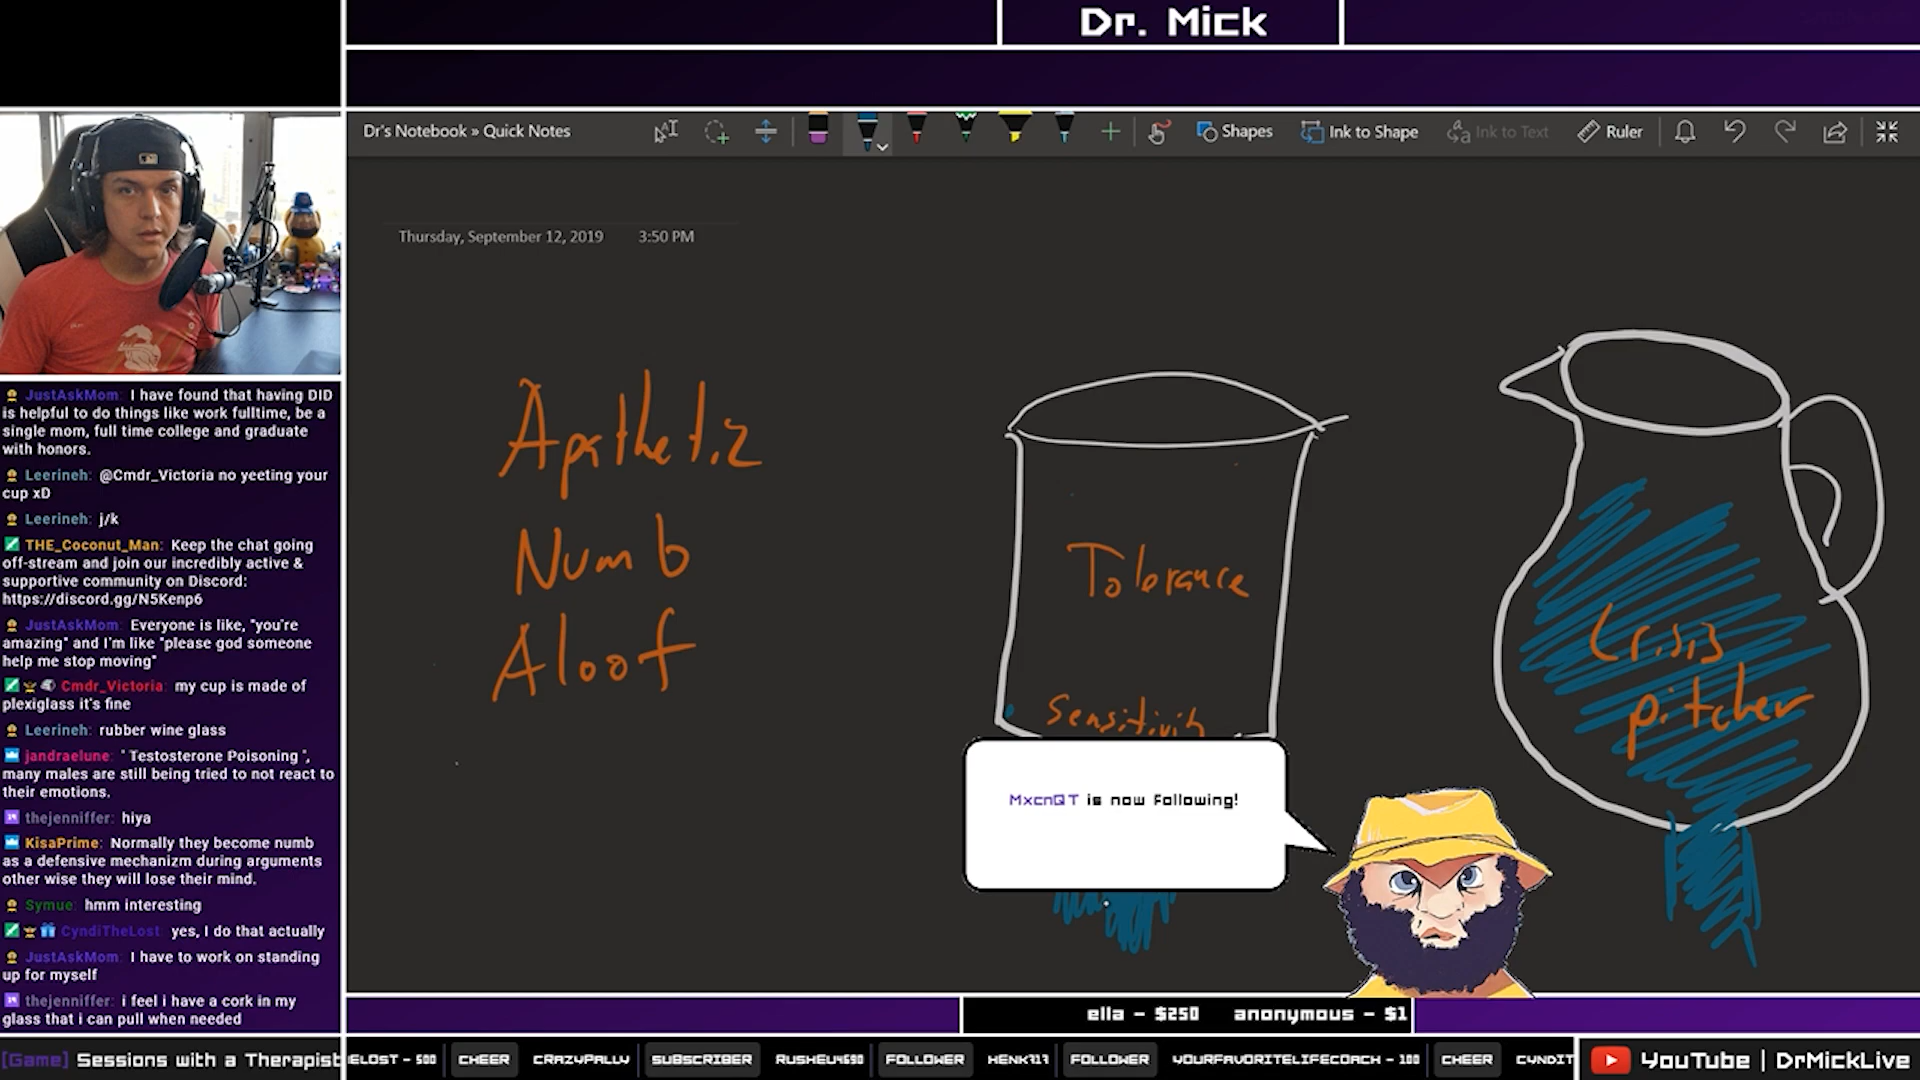 Dr. Mick
Dr's Notebook » Quick Notes
Shapes
Ink to Shape
Ink to Text
Ruler
Thursday, September 12, 2019 3:50 PM
Apathetic
Numb
Aloof
Tolerance
Sensitivity
Crisis
pitcher
MxcnQT is now following!
JustAskMom: I have found that having DID
is helpful to do things like work fulltime, be a
single mom, full time college and graduate
with honors.
Leerineh: @Cmdr_Victoria no yeeting your
cup xD
Leerineh: j/k
THE_Coconut_Man: Keep the chat going
off-stream and join our incredibly active &
supportive community on Discord:
https://discord.gg/N5Kenp6
JustAskMom: Everyone is like, "you're
amazing" and I'm like "please god someone
help me stop moving"
Cmdr_Victoria: my cup is made of
plexiglass it's fine
Leerineh: rubber wine glass
jandraelune: " Testosterone Poisoning ",
many males are still being tried to not react to
their emotions.
thejenniffer: hiya
KisaPrime: Normally they become numb
as a defensive mechanizm during arguments
other wise they will lose their mind.
Symue: hmm interesting
CyndiTheLost: yes, I do that actually
JustAskMom: I have to work on standing
up for myself
thejenniffer: i feel i have a cork in my
glass that i can pull when needed
ella - $250 anonymous - $1
[Game] Sessions with a Therapist
ELOST - 500 CHEER CRAZYPALLY SUBSCRIBER RUSHEU4690 FOLLOWER HENK717 FOLLOWER YOURFAVORITELIFECOACH - 100 CHEER CYNDIT
YouTube | DrMickLive